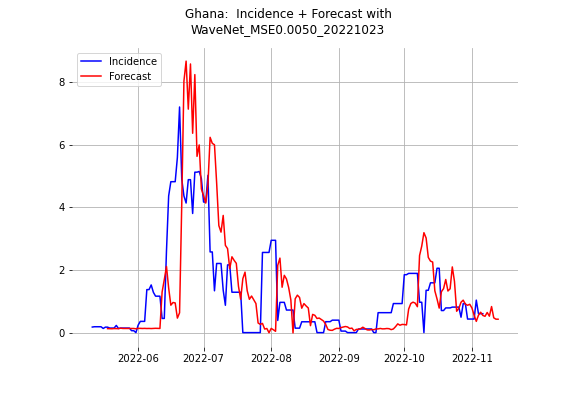 Ghana:  Incidence + Forecast with
WaveNet_MSE0.0050_20221023
Incidence
Forecast
8
6
4
2
0
2022-06
2022-07
2022-08
2022-09
2022-10
2022-11